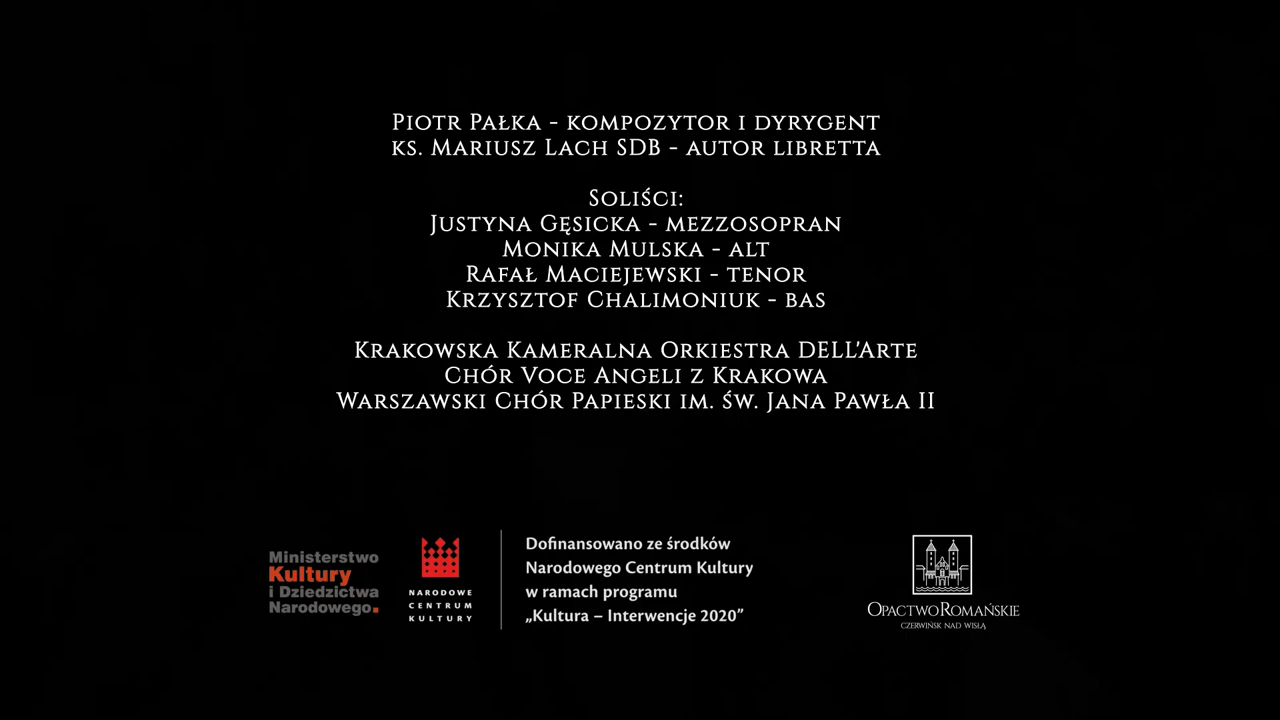 Piotr Pałka - kompozytor i dyrygent
ks. Mariusz Lach SDB - autor libretta
Soliści:
Justyna Gęsicka - mezzosopran
Monika Mulska - alt
Rafał Maciejewski - tenor
Krzysztof Chalimoniuk - bas
Krakowska Kameralna Orkiestra DELL'Arte
Chór Voce Angeli z Krakowa
Warszawski Chór Papieski im. św. Jana Pawła II
Ministerstwo
Kultury
i Dziedzictwa
Narodowego.
NARODOWE
CENTRUM
KULTURY
Dofinansowano ze środków
Narodowego Centrum Kultury
w ramach programu
„Kultura – Interwencje 2020”
Opactwo Romańskie
Czerwińsk nad Wisłą